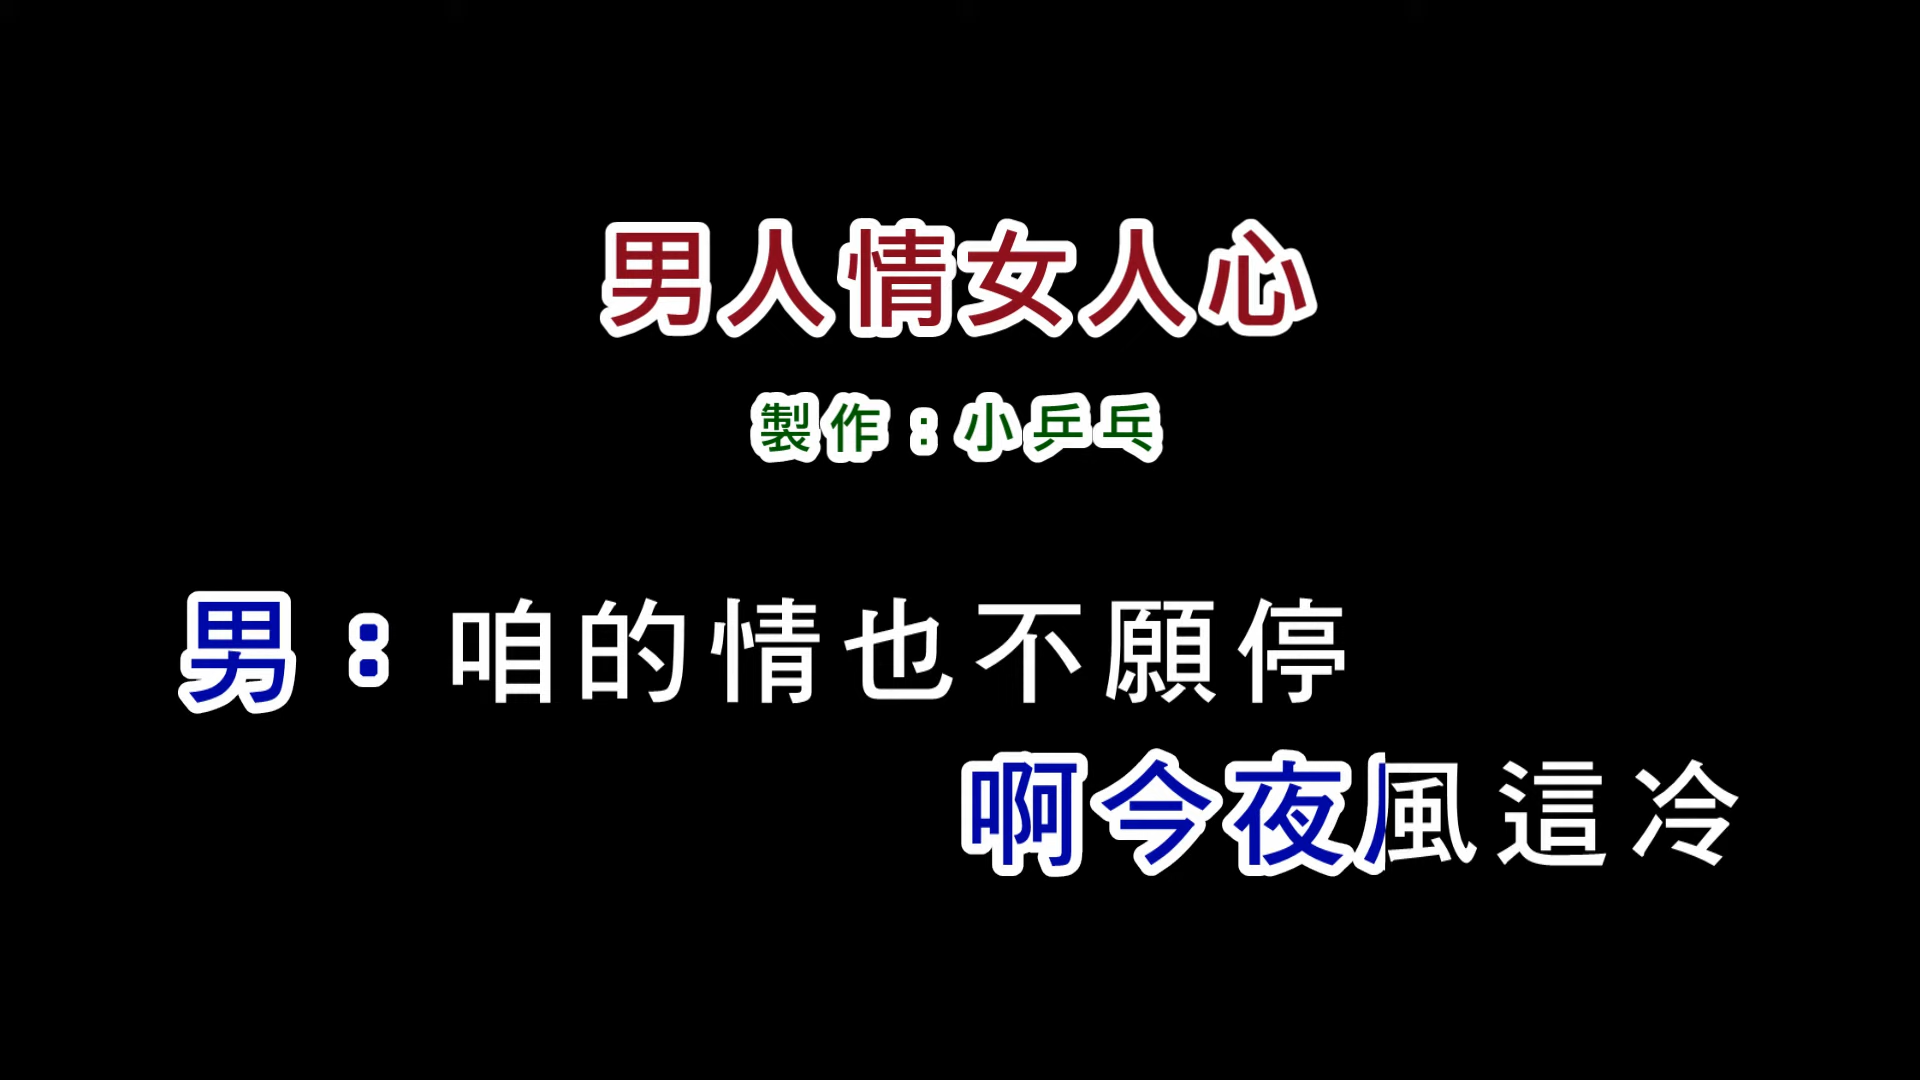 男人情女人心
製作：小乒乓
男：咱的情也不願停
啊今夜風這冷